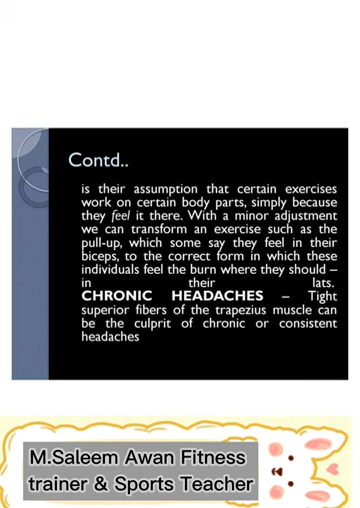 Contd..
is their assumption that certain exercises
work on certain body parts, simply because
they feel it there. With a minor adjustment
we can transform an exercise such as the
pull-up, which some say they feel in their
biceps, to the correct form in which these
individuals feel the burn where they should –
in their lats.
CHRONIC HEADACHES – Tight
superior fibers of the trapezius muscle can
be the culprit of chronic or consistent
headaches
M.Saleem Awan Fitness
trainer & Sports Teacher